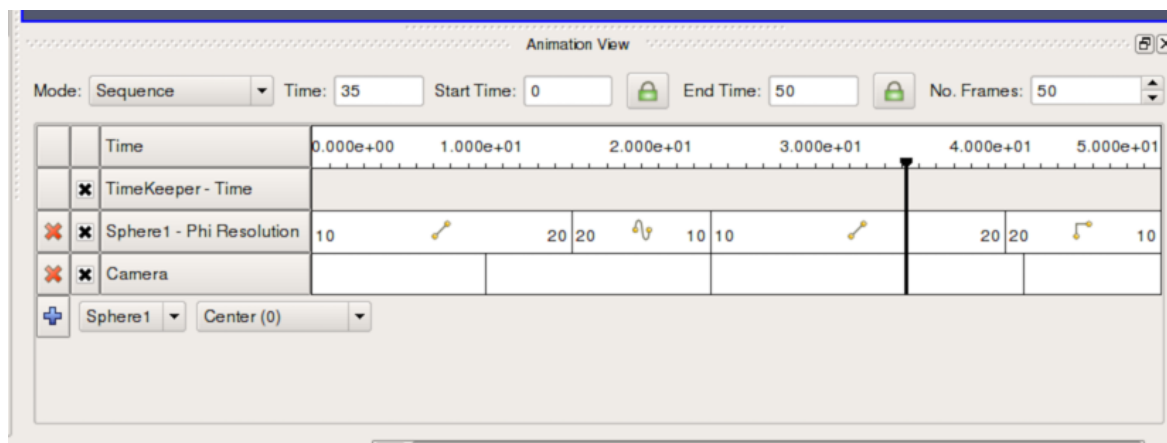 Animation View
Mode: Sequence Time: 35 Start Time: 0 End Time: 50 No. Frames: 50
Time 0.000e+00 1.000e+01 2.000e+01 3.000e+01 4.000e+01 5.000e+01
TimeKeeper - Time
Sphere1 - Phi Resolution 10 20 20 10 10 20 20 10
Camera
Sphere1 Center (0)